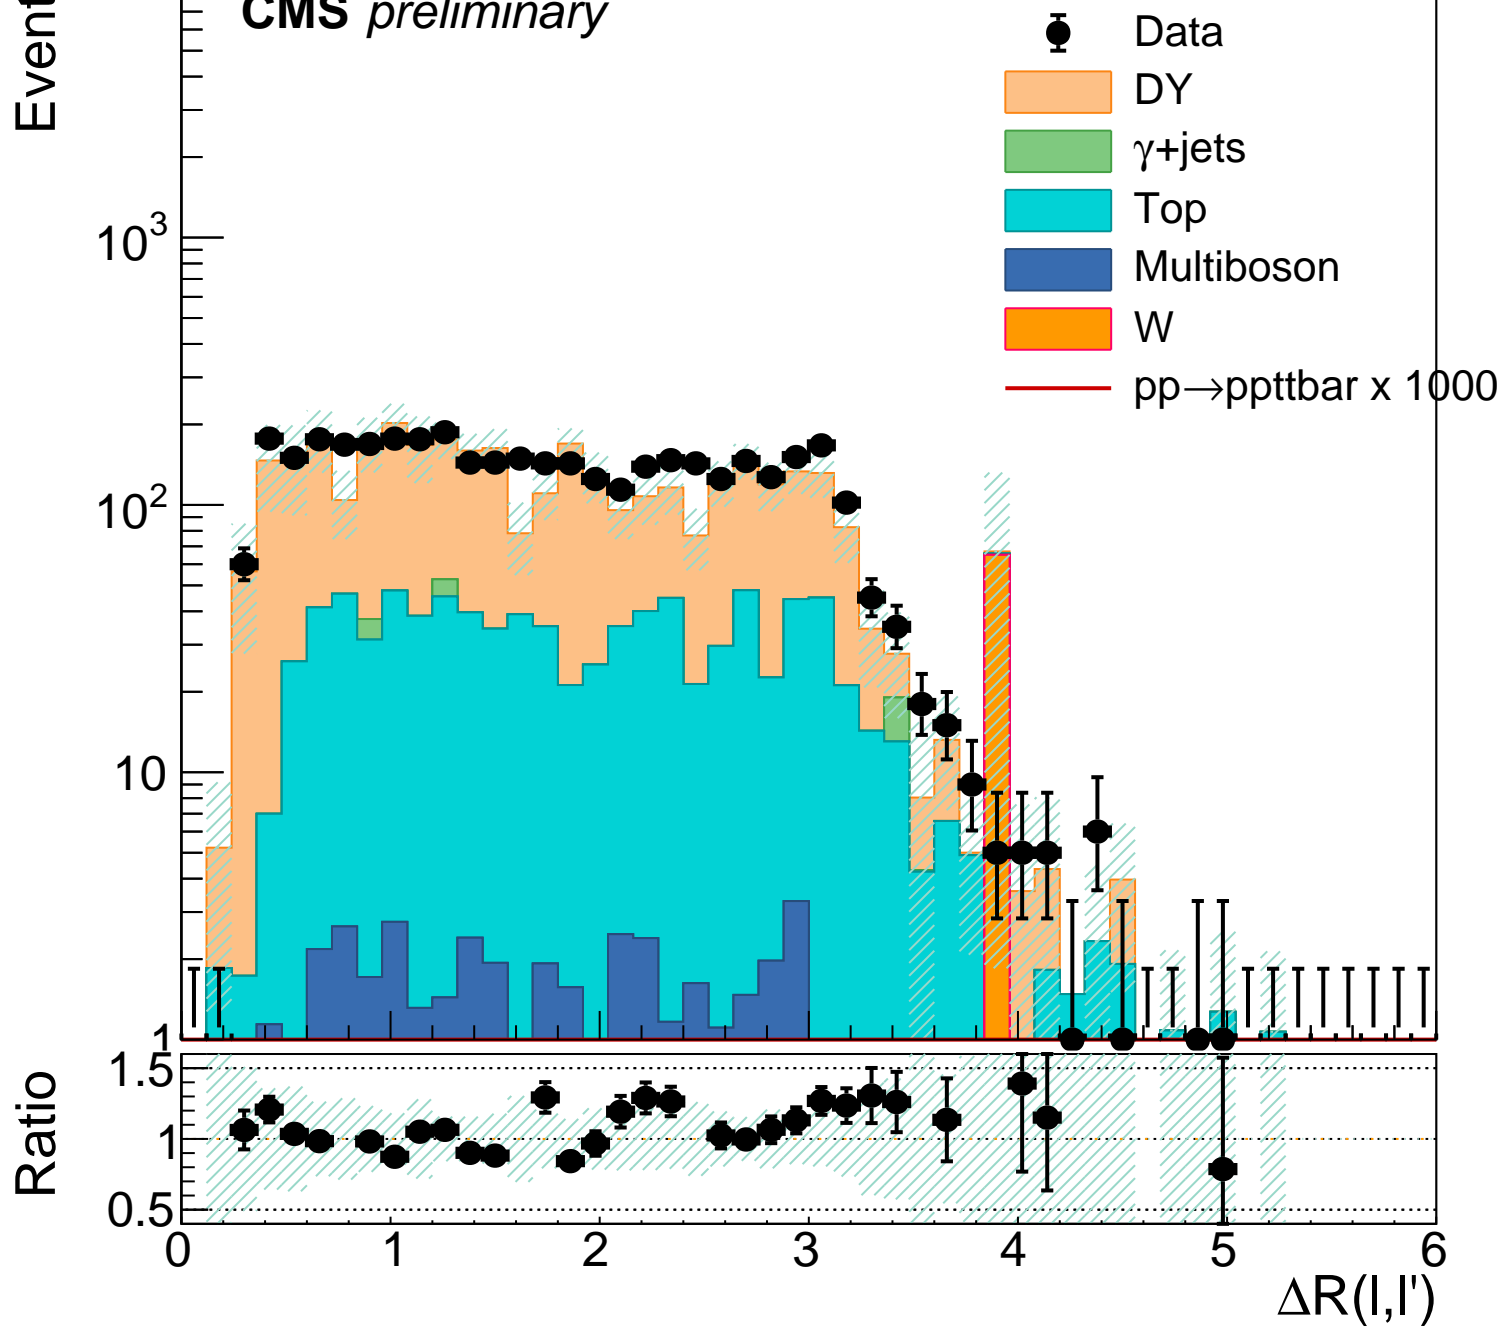 CMS preliminary
Data
DY
γ+jets
Top
Multiboson
W
pp→ppttbar x 1000
Event
10³
10²
10
1
Ratio
1.5
1
0.5
0 1 2 3 4 5 6
ΔR(l,l')